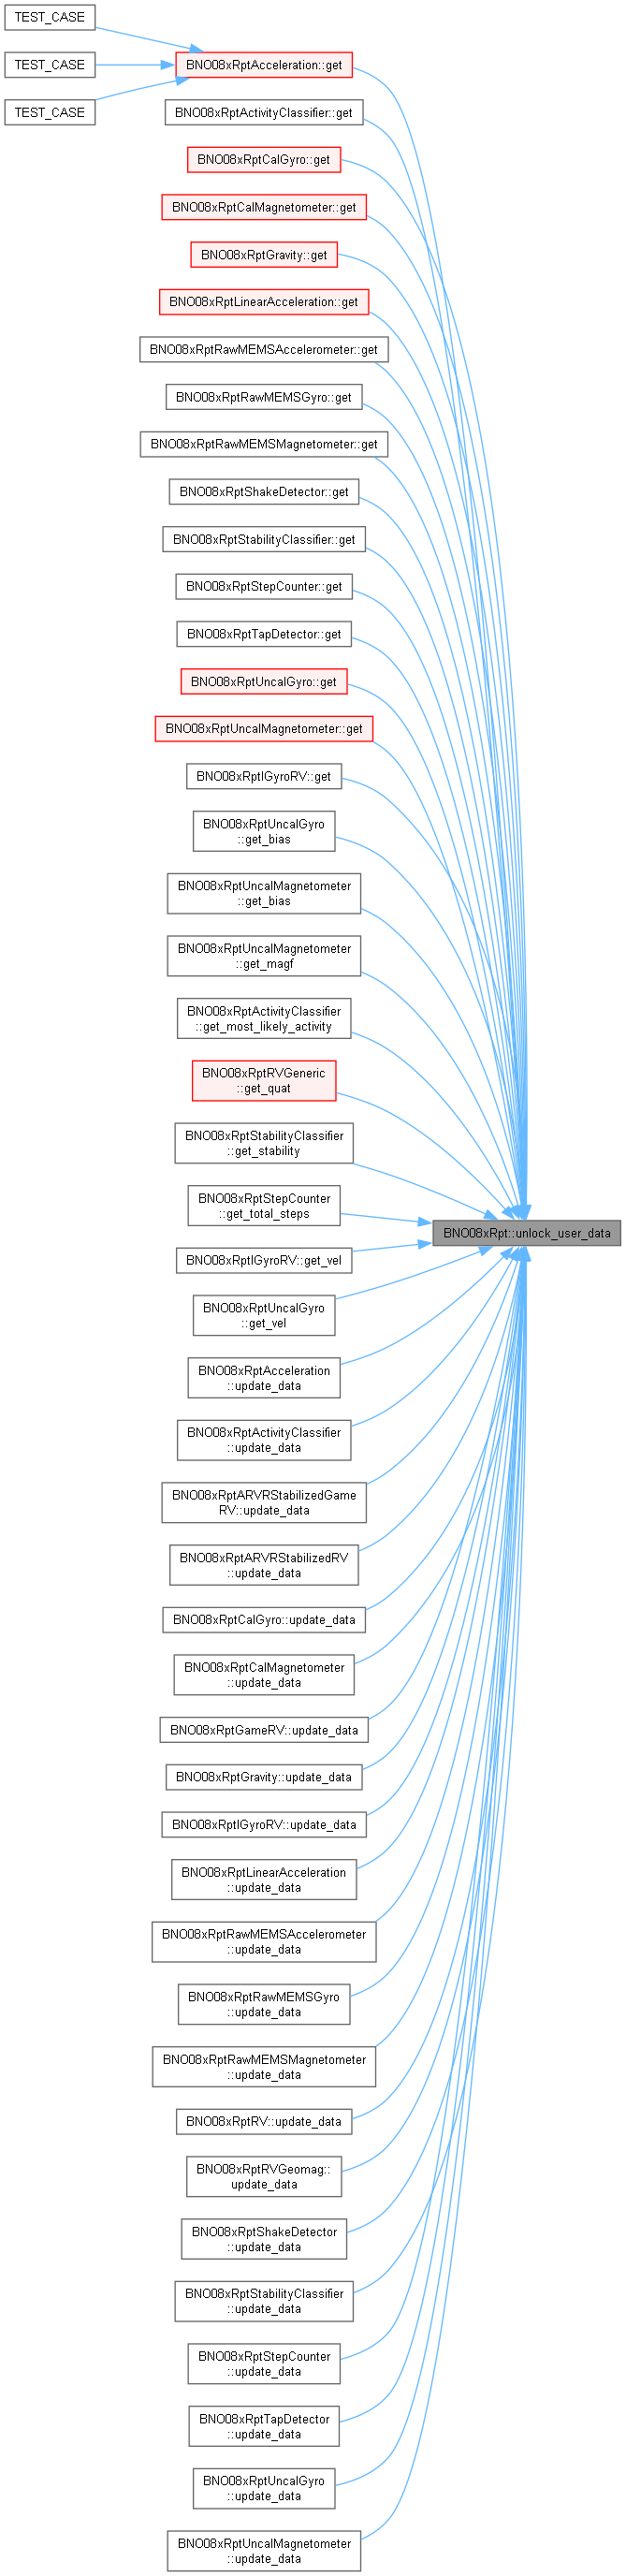 TEST_CASE
BNO08xRptAcceleration::get
TEST_CASE
TEST_CASE
BNO08xRptActivityClassifier::get
BNO08xRptCalGyro::get
BNO08xRptCalMagnetometer::get
BNO08xRptGravity::get
BNO08xRptLinearAcceleration::get
BNO08xRptRawMEMSAccelerometer::get
BNO08xRptRawMEMSGyro::get
BNO08xRptRawMEMSMagnetometer::get
BNO08xRptShakeDetector::get
BNO08xRptStabilityClassifier::get
BNO08xRptStepCounter::get
BNO08xRptTapDetector::get
BNO08xRptUncalGyro::get
BNO08xRptUncalMagnetometer::get
BNO08xRptIGyroRV::get
BNO08xRptUncalGyro
::get_bias
BNO08xRptUncalMagnetometer
::get_bias
BNO08xRptUncalMagnetometer
::get_magf
BNO08xRptActivityClassifier
::get_most_likely_activity
BNO08xRptRVGeneric
::get_quat
BNO08xRptStabilityClassifier
::get_stability
BNO08xRptStepCounter
::get_total_steps
BNO08xRpt::unlock_user_data
BNO08xRptIGyroRV::get_vel
BNO08xRptUncalGyro
::get_vel
BNO08xRptAcceleration
::update_data
BNO08xRptActivityClassifier
::update_data
BNO08xRptARVRStabilizedGame
RV::update_data
BNO08xRptARVRStabilizedRV
::update_data
BNO08xRptCalGyro::update_data
BNO08xRptCalMagnetometer
::update_data
BNO08xRptGameRV::update_data
BNO08xRptGravity::update_data
BNO08xRptIGyroRV::update_data
BNO08xRptLinearAcceleration
::update_data
BNO08xRptRawMEMSAccelerometer
::update_data
BNO08xRptRawMEMSGyro
::update_data
BNO08xRptRawMEMSMagnetometer
::update_data
BNO08xRptRV::update_data
BNO08xRptRVGeomag::
update_data
BNO08xRptShakeDetector
::update_data
BNO08xRptStabilityClassifier
::update_data
BNO08xRptStepCounter
::update_data
BNO08xRptTapDetector
::update_data
BNO08xRptUncalGyro
::update_data
BNO08xRptUncalMagnetometer
::update_data